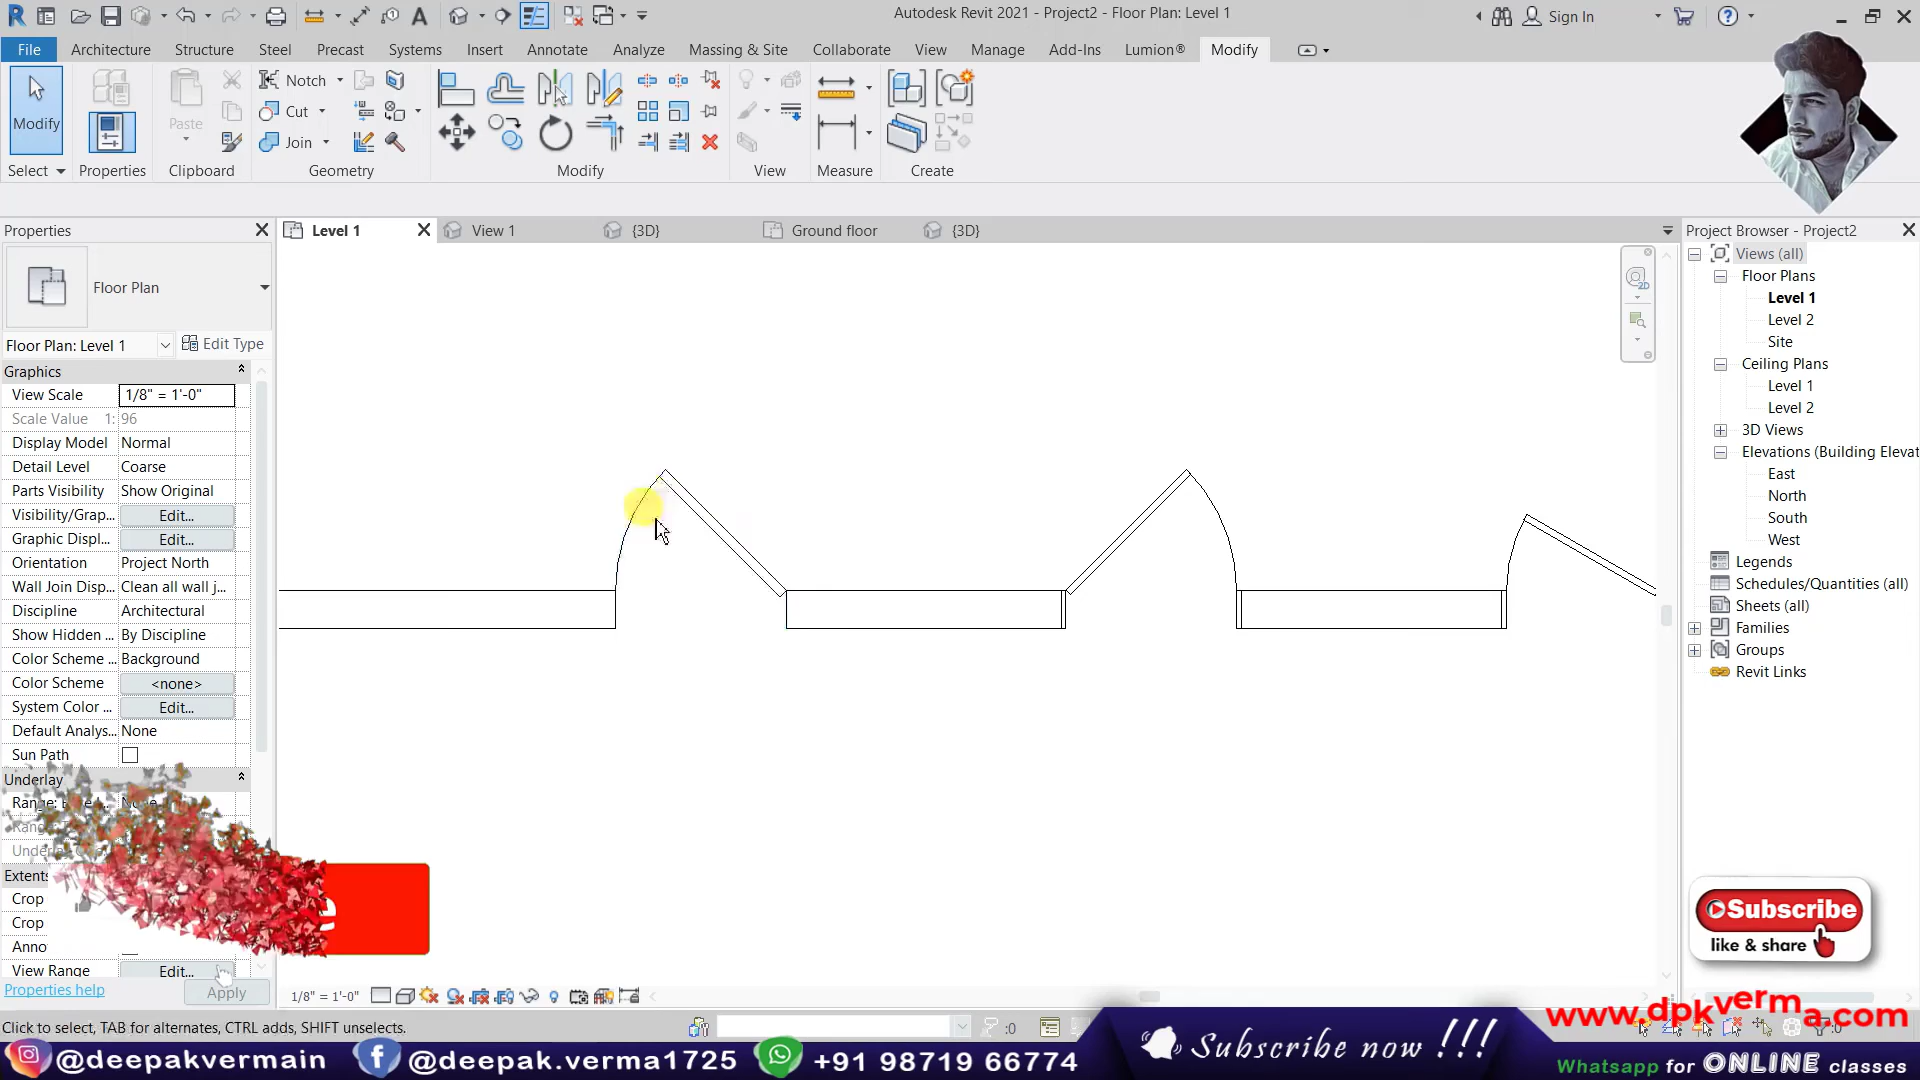 Autodesk Revit 2021 - Project2 - Floor Plan: Level 1
Sign In
File Architecture Structure Steel Precast Systems Insert Annotate Analyze Massing & Site Collaborate View Manage Add-Ins Lumion® Modify
Modify
Paste
Notch
Cut
Join
Select Properties Clipboard Geometry Modify View Measure Create
Properties
Level 1 View 1 {3D} Ground floor {3D}
Project Browser - Project2
Floor Plan
Floor Plan: Level 1 Edit Type
Graphics
View Scale 1/8" = 1'-0"
Scale Value 1: 96
Display Model Normal
Detail Level Coarse
Parts Visibility Show Original
Visibility/Grap... Edit...
Graphic Displ... Edit...
Orientation Project North
Wall Join Disp... Clean all wall j...
Discipline Architectural
Show Hidden ... By Discipline
Color Scheme ... Background
Color Scheme <none>
System Color ... Edit...
Default Analys... None
Sun Path
Underlay
Extents
Crop
Crop
Anno
View Range Edit...
Properties help Apply
Views (all)
Floor Plans
Level 1
Level 2
Site
Ceiling Plans
Level 1
Level 2
3D Views
Elevations (Building Elevat
East
North
South
West
Legends
Schedules/Quantities (all)
Sheets (all)
Families
Groups
Revit Links
2D
Subscribe
like & share
1/8" = 1'-0"
Click to select, TAB for alternates, CTRL adds, SHIFT unselects.
:0
www.dpkverma.com
@deepakvermain @deepak.verma1725 +91 98719 66774
Subscribe now !!!
Whatsapp for ONLINE classes